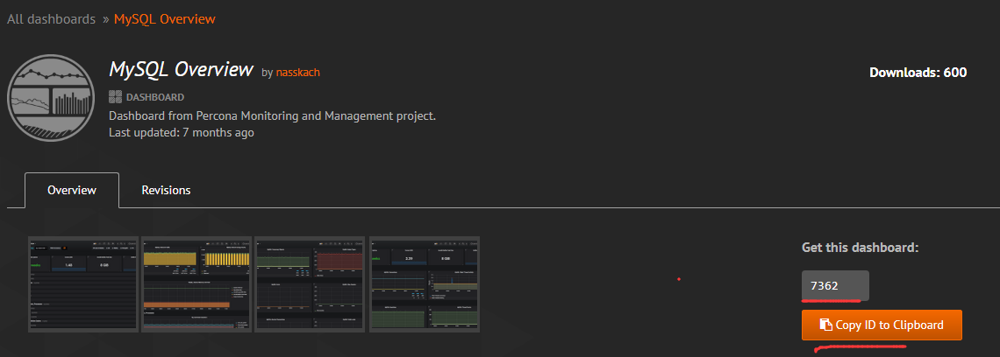 All dashboards » MySQL Overview
MySQL Overview by nasskach
Downloads: 600
DASHBOARD
Dashboard from Percona Monitoring and Management project.
Last updated: 7 months ago
Overview Revisions
Get this dashboard:
7362
Copy ID to Clipboard